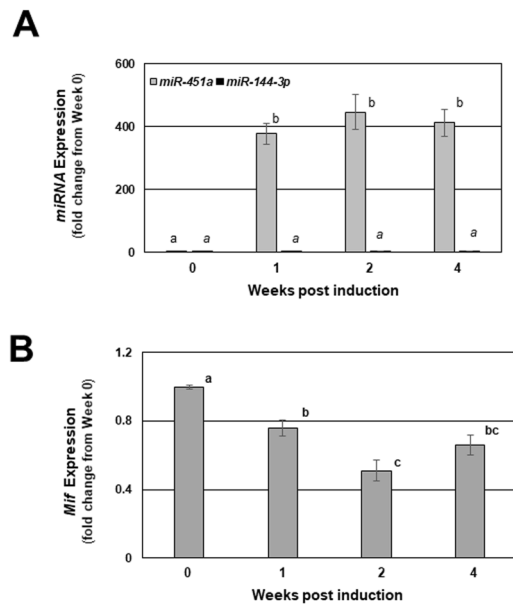 A
600
400
200
0
miRNA Expression
(fold change from Week 0)
miR-451a miR-144-3p
a a b a b a b a
0 1 2 4
Weeks post induction
B
1.2
0.8
0.4
0
Mif Expression
(fold change from Week 0)
a b c bc
0 1 2 4
Weeks post induction